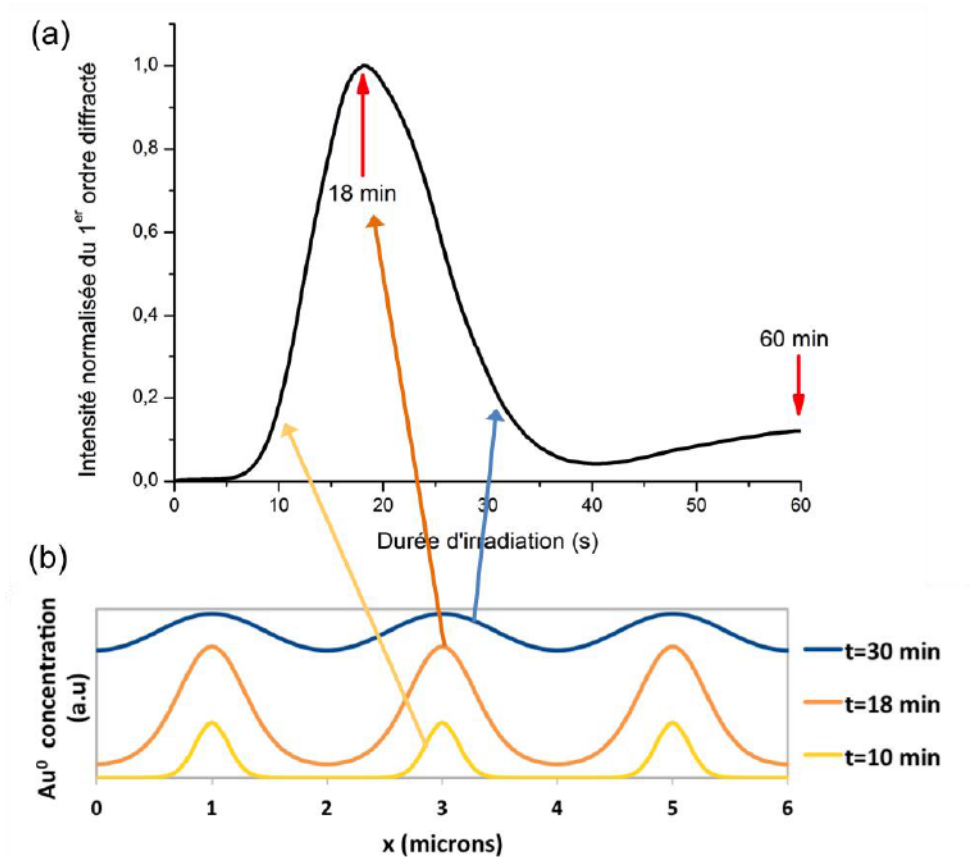 (a)
Intensité normalisée du 1er ordre diffracté
1,0
0,8
0,6
0,4
0,2
0,0
18 min
60 min
0 10 20 30 40 50 60
Durée d'irradiation (s)
(b)
Au0 concentration
(a.u)
t=30 min
t=18 min
t=10 min
0 1 2 3 4 5 6
x (microns)